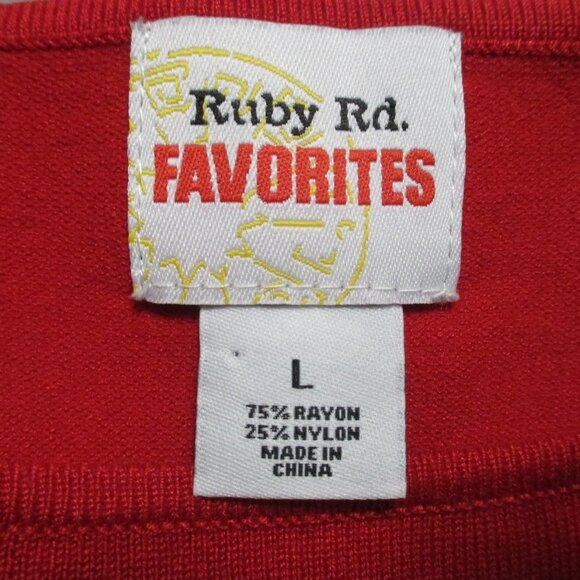 Ruby Rd.
FAVORITES
L
75% RAYON
25% NYLON
MADE IN
CHINA